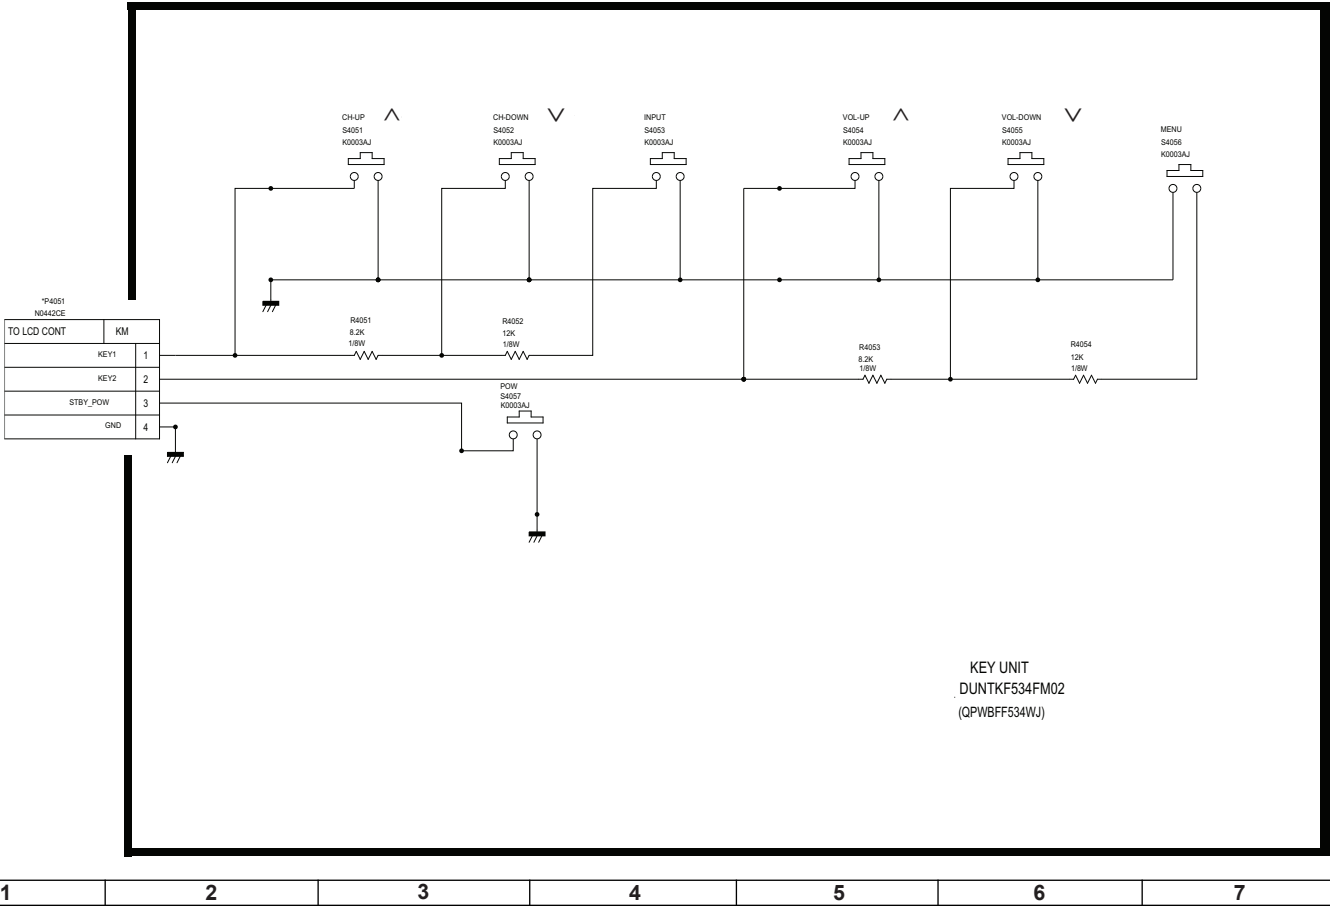 CH-UP
S4051
K0003AJ
CH-DOWN
S4052
K0003AJ
INPUT
S4053
K0003AJ
VOL-UP
S4054
K0003AJ
VOL-DOWN
S4055
K0003AJ
MENU
S4056
K0003AJ
*P4051
N0442CE
TO LCD CONT KM
KEY1 1
KEY2 2
STBY_POW 3
GND 4
R4051
8.2K
1/8W
R4052
12K
1/8W
R4053
8.2K
1/8W
R4054
12K
1/8W
POW
S4057
K0003AJ
KEY UNIT
DUNTKF534FM02
(QPWBFF534WJ)
1 2 3 4 5 6 7